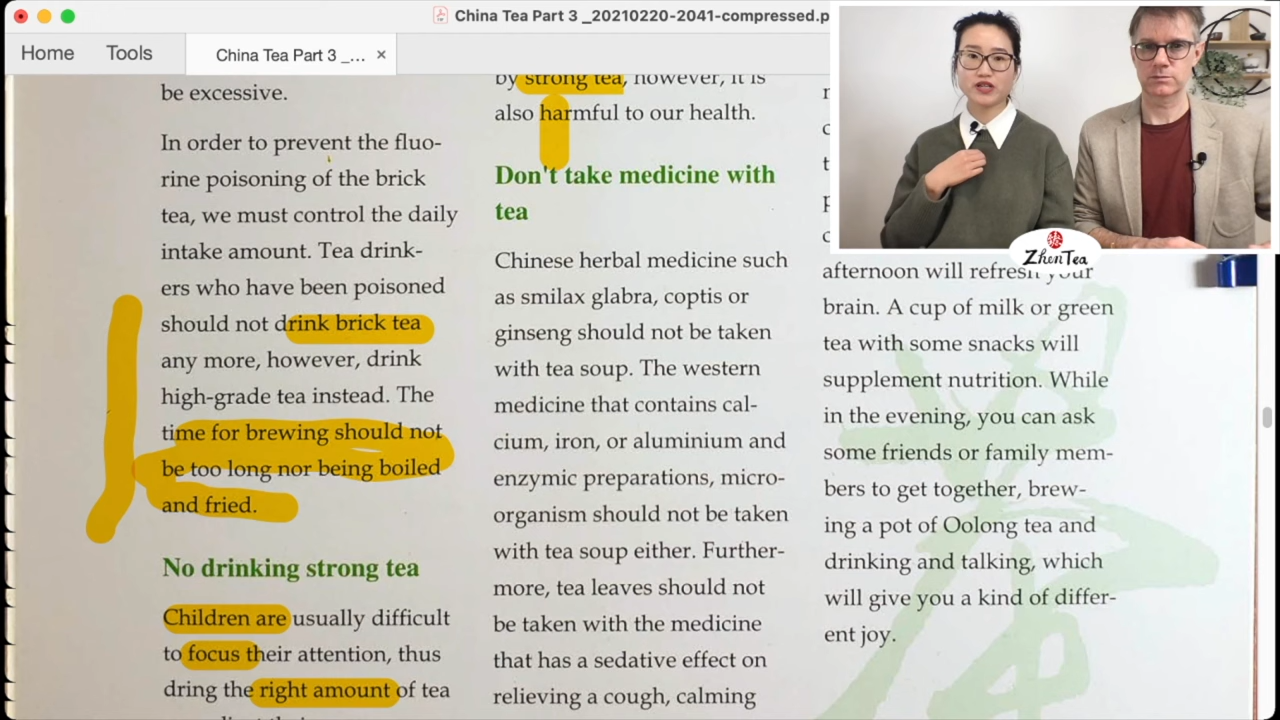 China Tea Part 3 _20210220-2041-compressed.p
Home
Tools
China Tea Part 3 _... ×
be excessive.
In order to prevent the fluo-
rine poisoning of the brick
tea, we must control the daily
intake amount. Tea drink-
ers who have been poisoned
should not drink brick tea
any more, however, drink
high-grade tea instead. The
time for brewing should not
be too long nor being boiled
and fried.
No drinking strong tea
Children are usually difficult
to focus their attention, thus
dring the right amount of tea
by strong tea, however, it is
also harmful to our health.
Don't take medicine with
tea
Chinese herbal medicine such
as smilax glabra, coptis or
ginseng should not be taken
with tea soup. The western
medicine that contains cal-
cium, iron, or aluminium and
enzymic preparations, micro-
organism should not be taken
with tea soup either. Further-
more, tea leaves should not
be taken with the medicine
that has a sedative effect on
relieving a cough, calming
ZhenTea
afternoon will refresh your
brain. A cup of milk or green
tea with some snacks will
supplement nutrition. While
in the evening, you can ask
some friends or family mem-
bers to get together, brew-
ing a pot of Oolong tea and
drinking and talking, which
will give you a kind of differ-
ent joy.